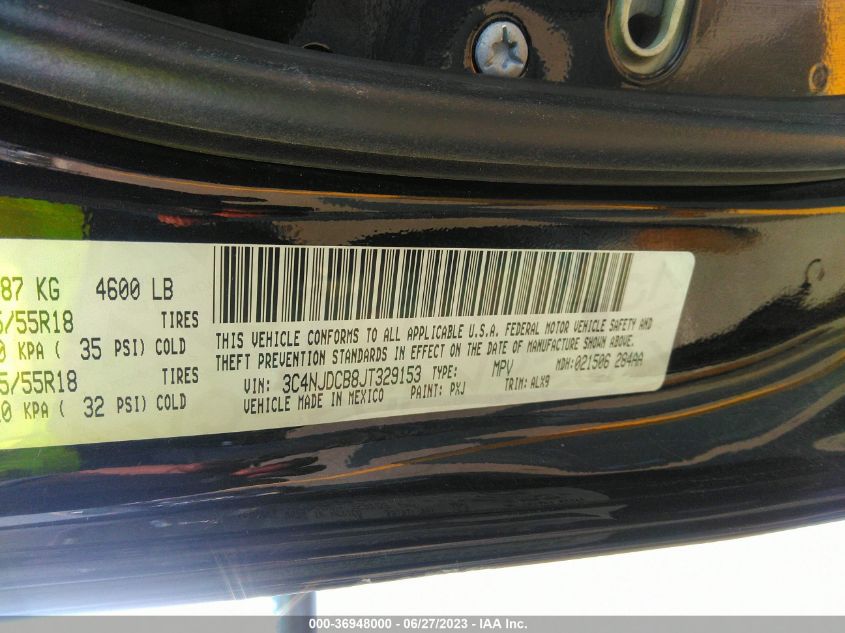 87 KG 4600 LB
5/55R18 TIRES
0 KPA ( 35 PSI) COLD
5/55R18 TIRES
0 KPA ( 32 PSI) COLD
THIS VEHICLE CONFORMS TO ALL APPLICABLE U.S.A. FEDERAL MOTOR VEHICLE SAFETY AND
THEFT PREVENTION STANDARDS IN EFFECT ON THE DATE OF MANUFACTURE SHOWN ABOVE.
VIN: 3C4NJDCB8JT329153 TYPE: MPV MDH:021506 284AA
VEHICLE MADE IN MEXICO PAINT: PXJ TRIM: ALX9
000-36948000 - 06/27/2023 - IAA Inc.